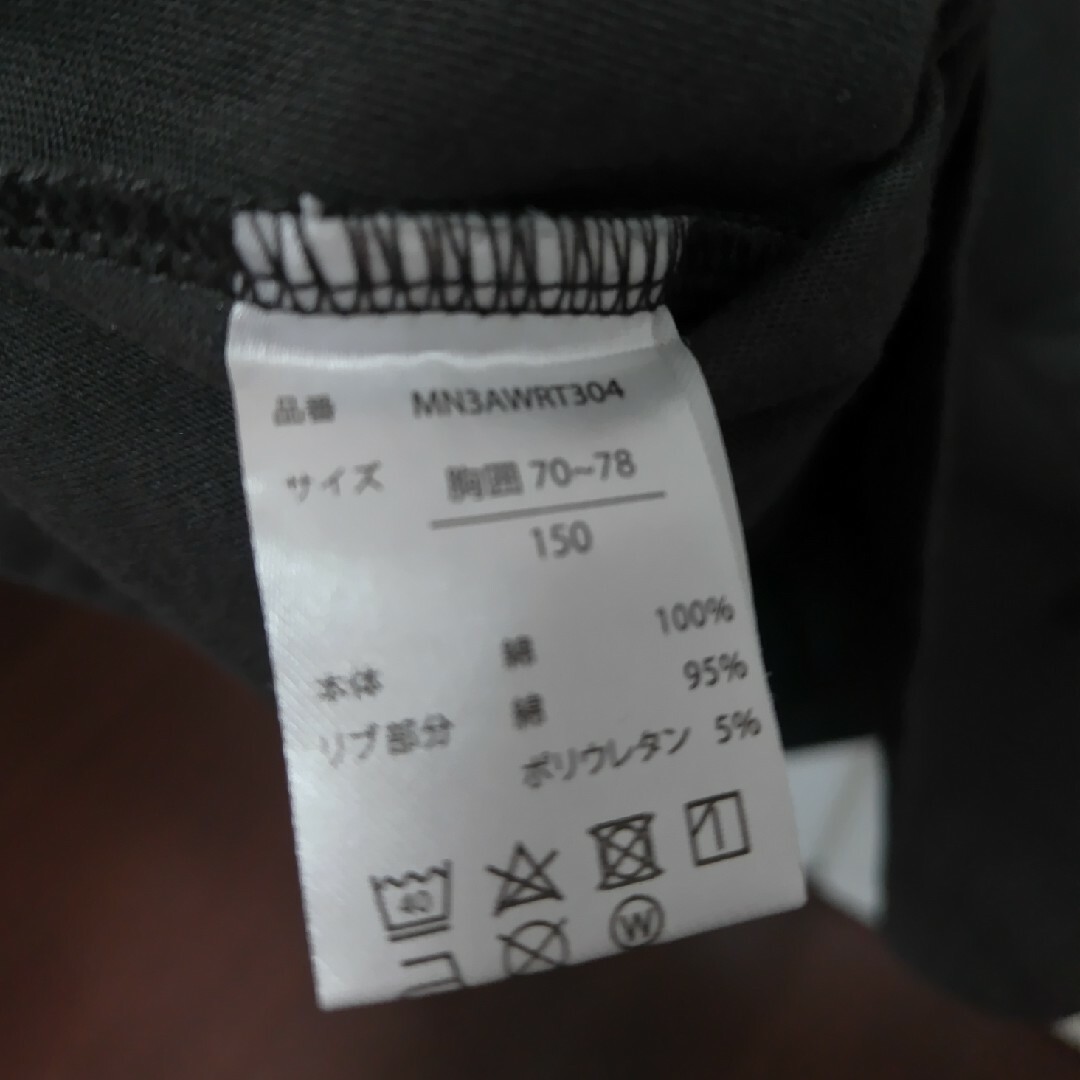 品番 MN3AWRT304
サイズ 胸囲 70~78
150
本体 綿 100%
リブ部分 綿 95%
ポリウレタン 5%
40
W